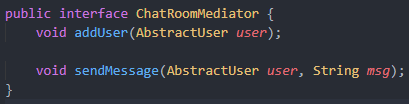 public interface ChatRoomMediator {
    void addUser(AbstractUser user);

    void sendMessage(AbstractUser user, String msg);
}